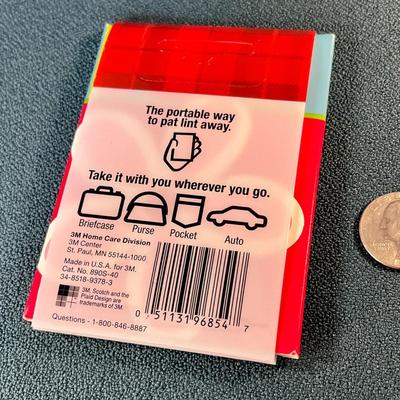 The portable way
to pat lint away.
Take it with you wherever you go.
Briefcase Purse Pocket Auto
3M Home Care Division
3M Center
St. Paul, MN 55144-1000
Made in U.S.A. for 3M.
Cat. No. 890S-40
34-8518-9378-3
3M, Scotch and the
Plaid Design are
trademarks of 3M.
Questions - 1-800-846-8887
0 51131 96854 7